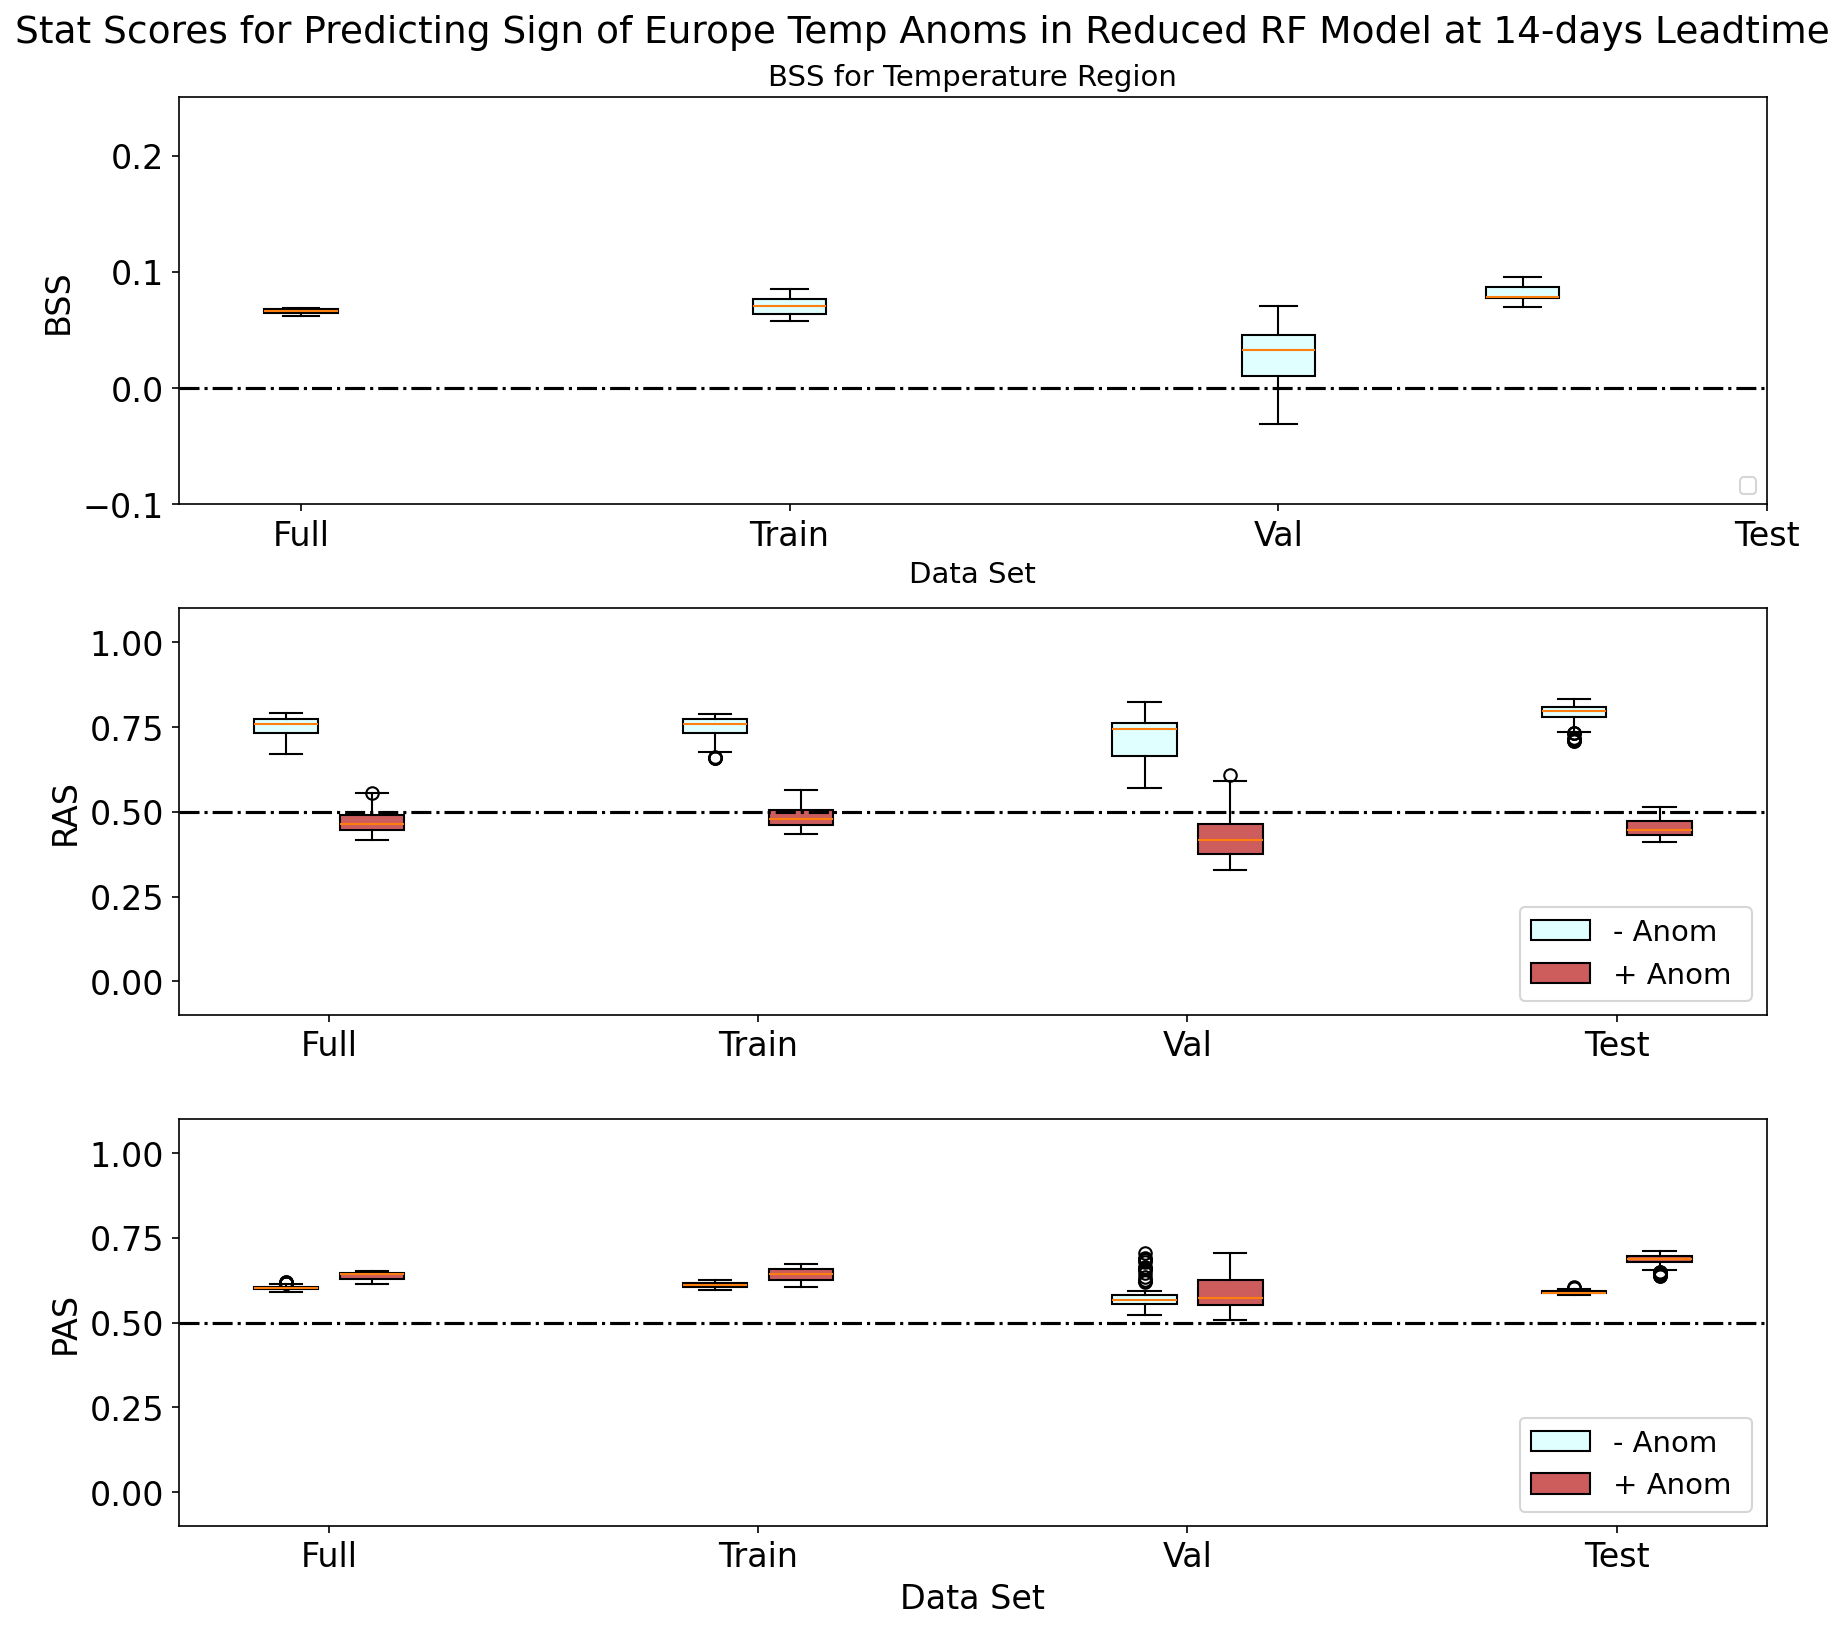 Stat Scores for Predicting Sign of Europe Temp Anoms in Reduced RF Model at 14-days Leadtime
BSS for Temperature Region
BSS
0.2
0.1
0.0
−0.1
Full Train Val Test
Data Set
RAS
1.00
0.75
0.50
0.25
0.00
- Anom
+ Anom
Full Train Val Test
PAS
1.00
0.75
0.50
0.25
0.00
- Anom
+ Anom
Full Train Val Test
Data Set